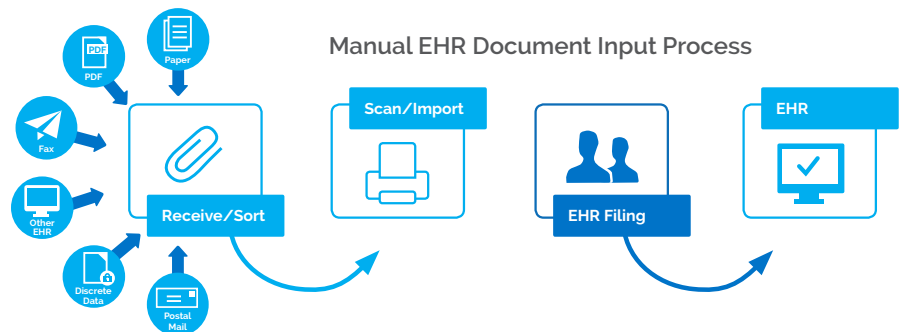 Manual EHR Document Input Process
PDF
PDF
Paper
Fax
Other
EHR
Discrete
Data
Postal
Mail
Receive/Sort
Scan/Import
EHR Filing
EHR